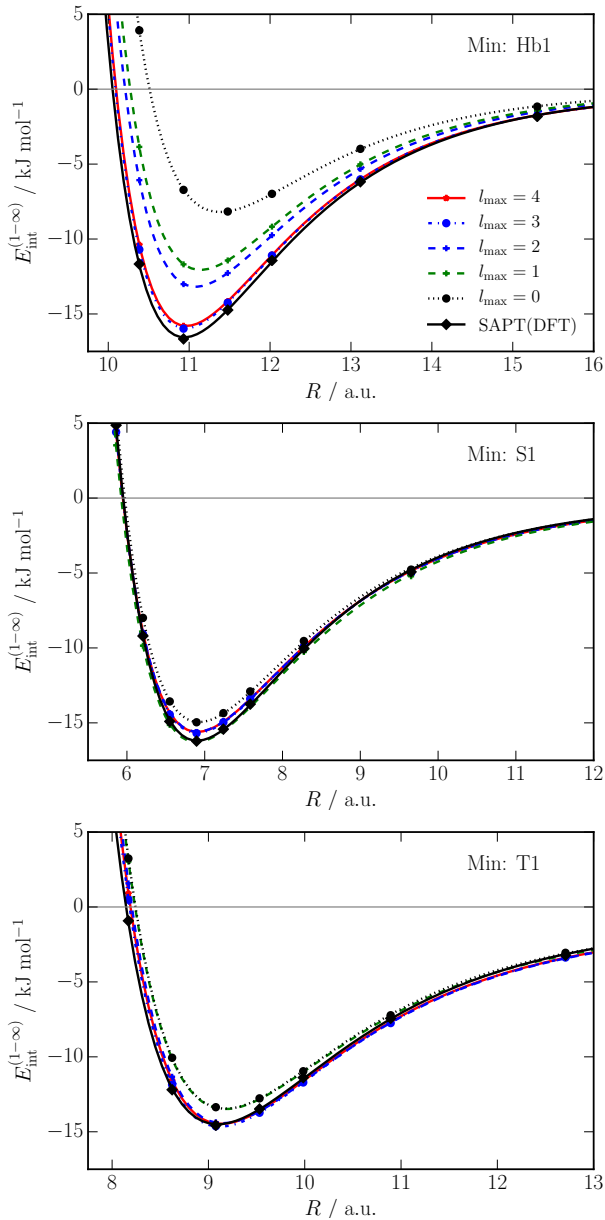 5
0
−5
−10
−15
E_int^(1−∞) / kJ mol⁻¹
Min: Hb1
l_max = 4
l_max = 3
l_max = 2
l_max = 1
l_max = 0
SAPT(DFT)
10 11 12 13 14 15 16
R / a.u.
5
0
−5
−10
−15
E_int^(1−∞) / kJ mol⁻¹
Min: S1
6 7 8 9 10 11 12
R / a.u.
5
0
−5
−10
−15
E_int^(1−∞) / kJ mol⁻¹
Min: T1
8 9 10 11 12 13
R / a.u.